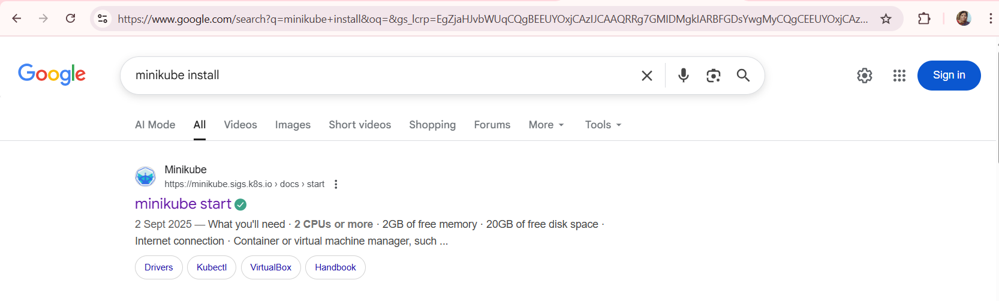 https://www.google.com/search?q=minikube+install&oq=&gs_lcrp=EgZjaHJvbWUqCQgBEEUYOxjCAzIJCAAQRRg7GMIDMgkIARBFGDsYwgMyCQgCEEUYOxjCAz...
Google
minikube install
Sign in
AI Mode All Videos Images Short videos Shopping Forums More Tools
Minikube
https://minikube.sigs.k8s.io › docs › start
minikube start
2 Sept 2025 — What you'll need · 2 CPUs or more · 2GB of free memory · 20GB of free disk space ·
Internet connection · Container or virtual machine manager, such ...
Drivers Kubectl VirtualBox Handbook